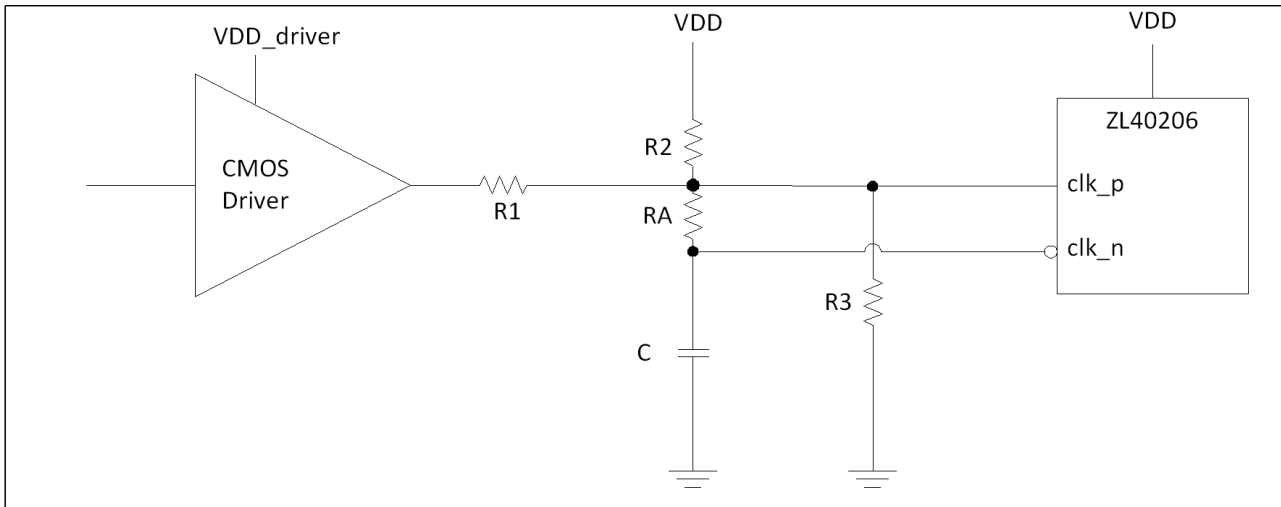 VDD_driver
VDD
VDD
ZL40206
R2
CMOS
Driver
clk_p
R1
RA
clk_n
R3
C